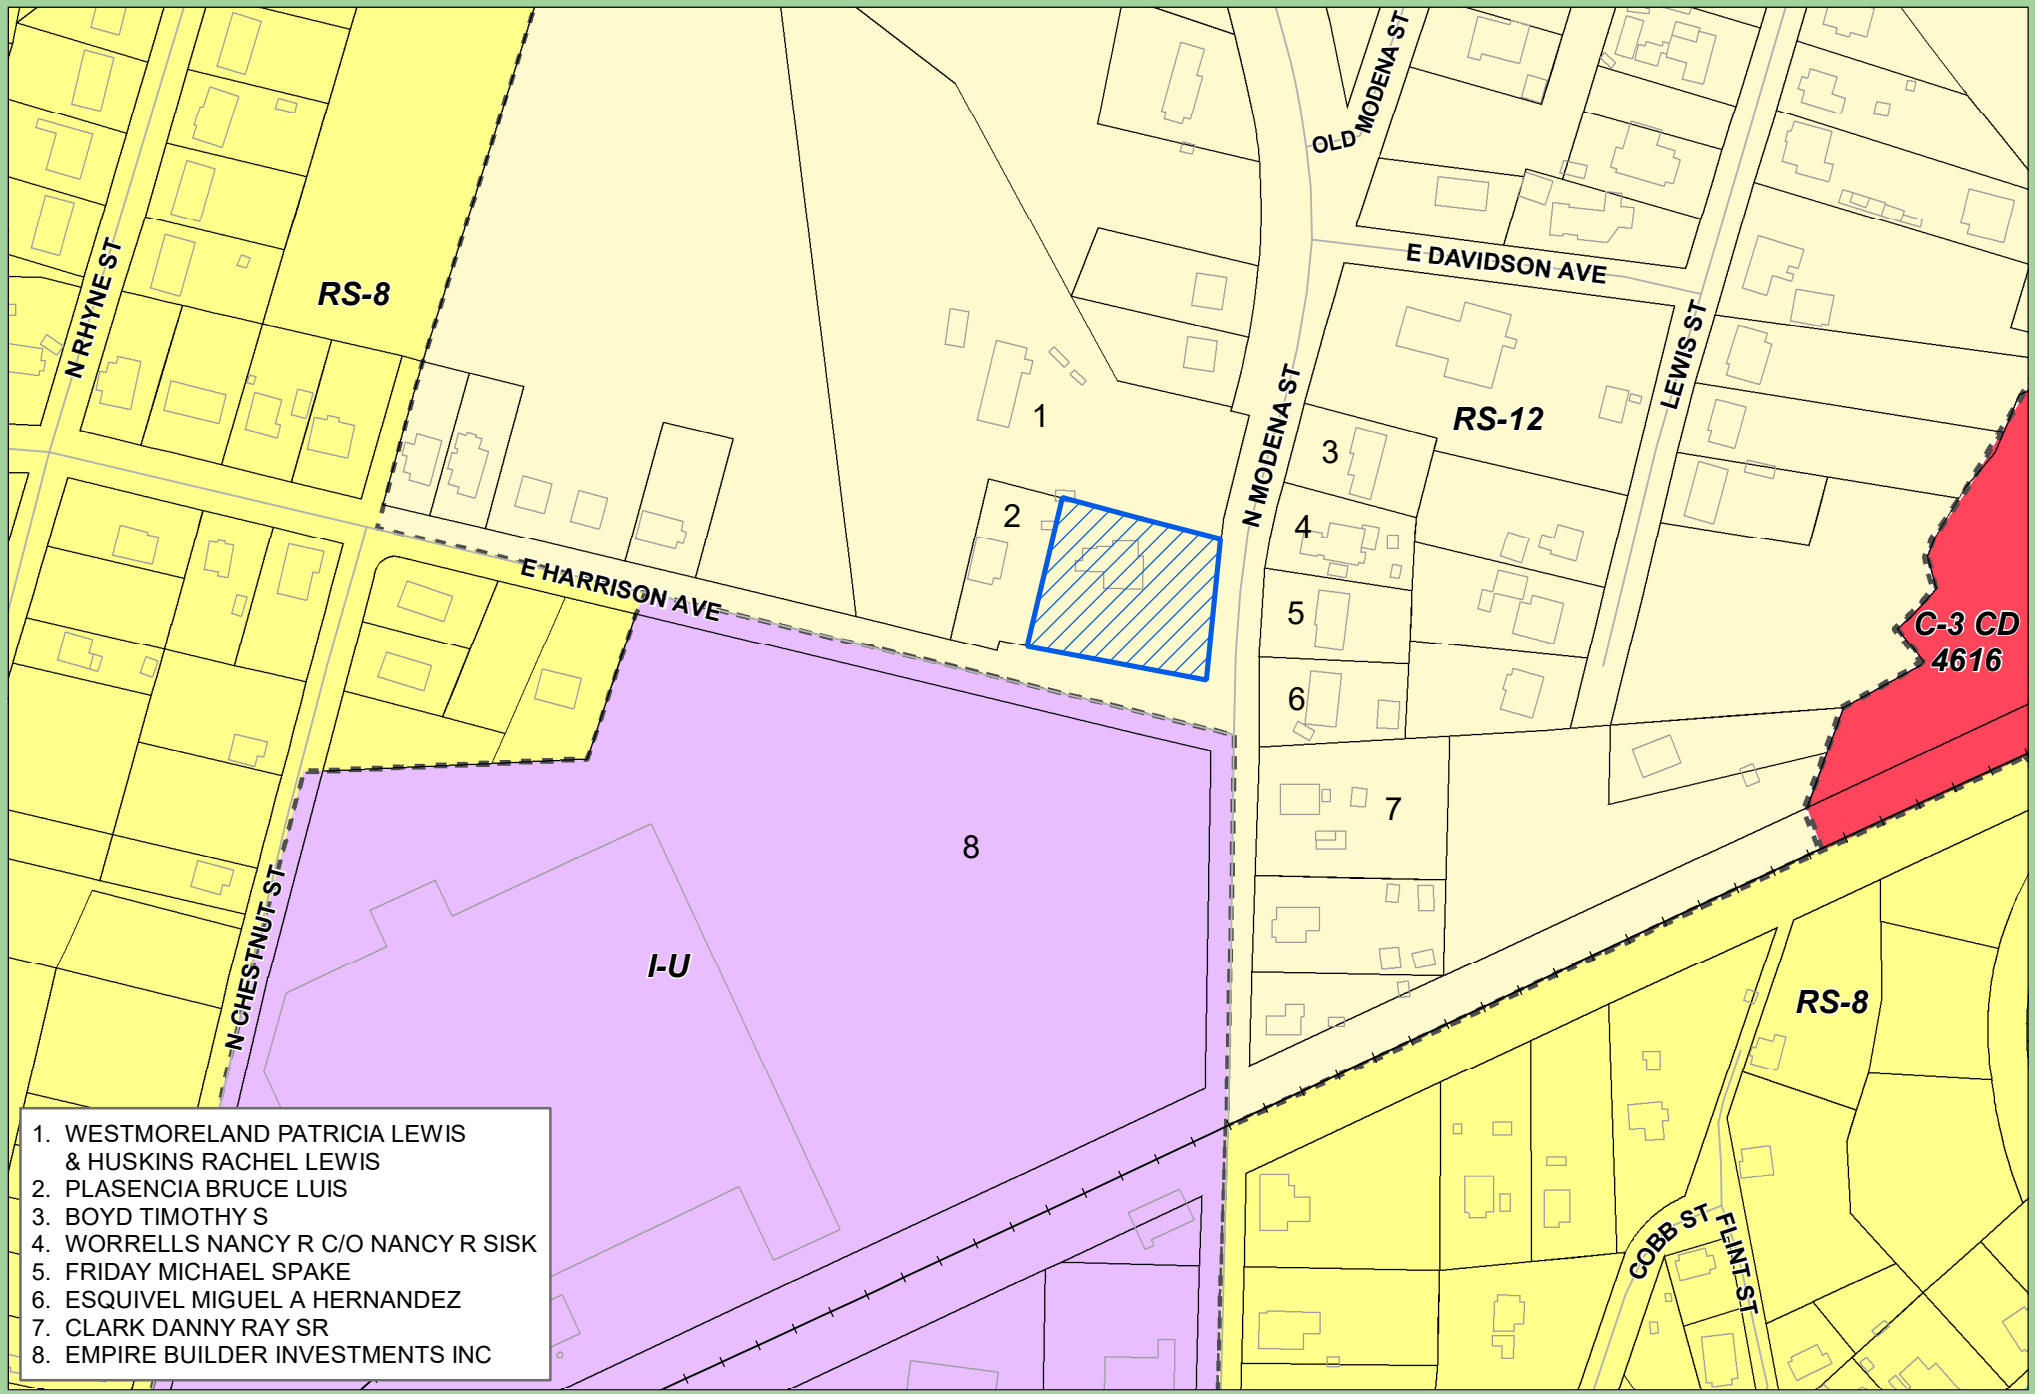 OLD MODENA ST
E DAVIDSON AVE
N RHYNE ST
RS-8
LEWIS ST
N MODENA ST
RS-12
1
2
3
4
5
6
7
8
E HARRISON AVE
C-3 CD
4616
N CHESTNUT ST
I-U
RS-8
COBB ST
FLINT ST
1. WESTMORELAND PATRICIA LEWIS
& HUSKINS RACHEL LEWIS
2. PLASENCIA BRUCE LUIS
3. BOYD TIMOTHY S
4. WORRELLS NANCY R C/O NANCY R SISK
5. FRIDAY MICHAEL SPAKE
6. ESQUIVEL MIGUEL A HERNANDEZ
7. CLARK DANNY RAY SR
8. EMPIRE BUILDER INVESTMENTS INC